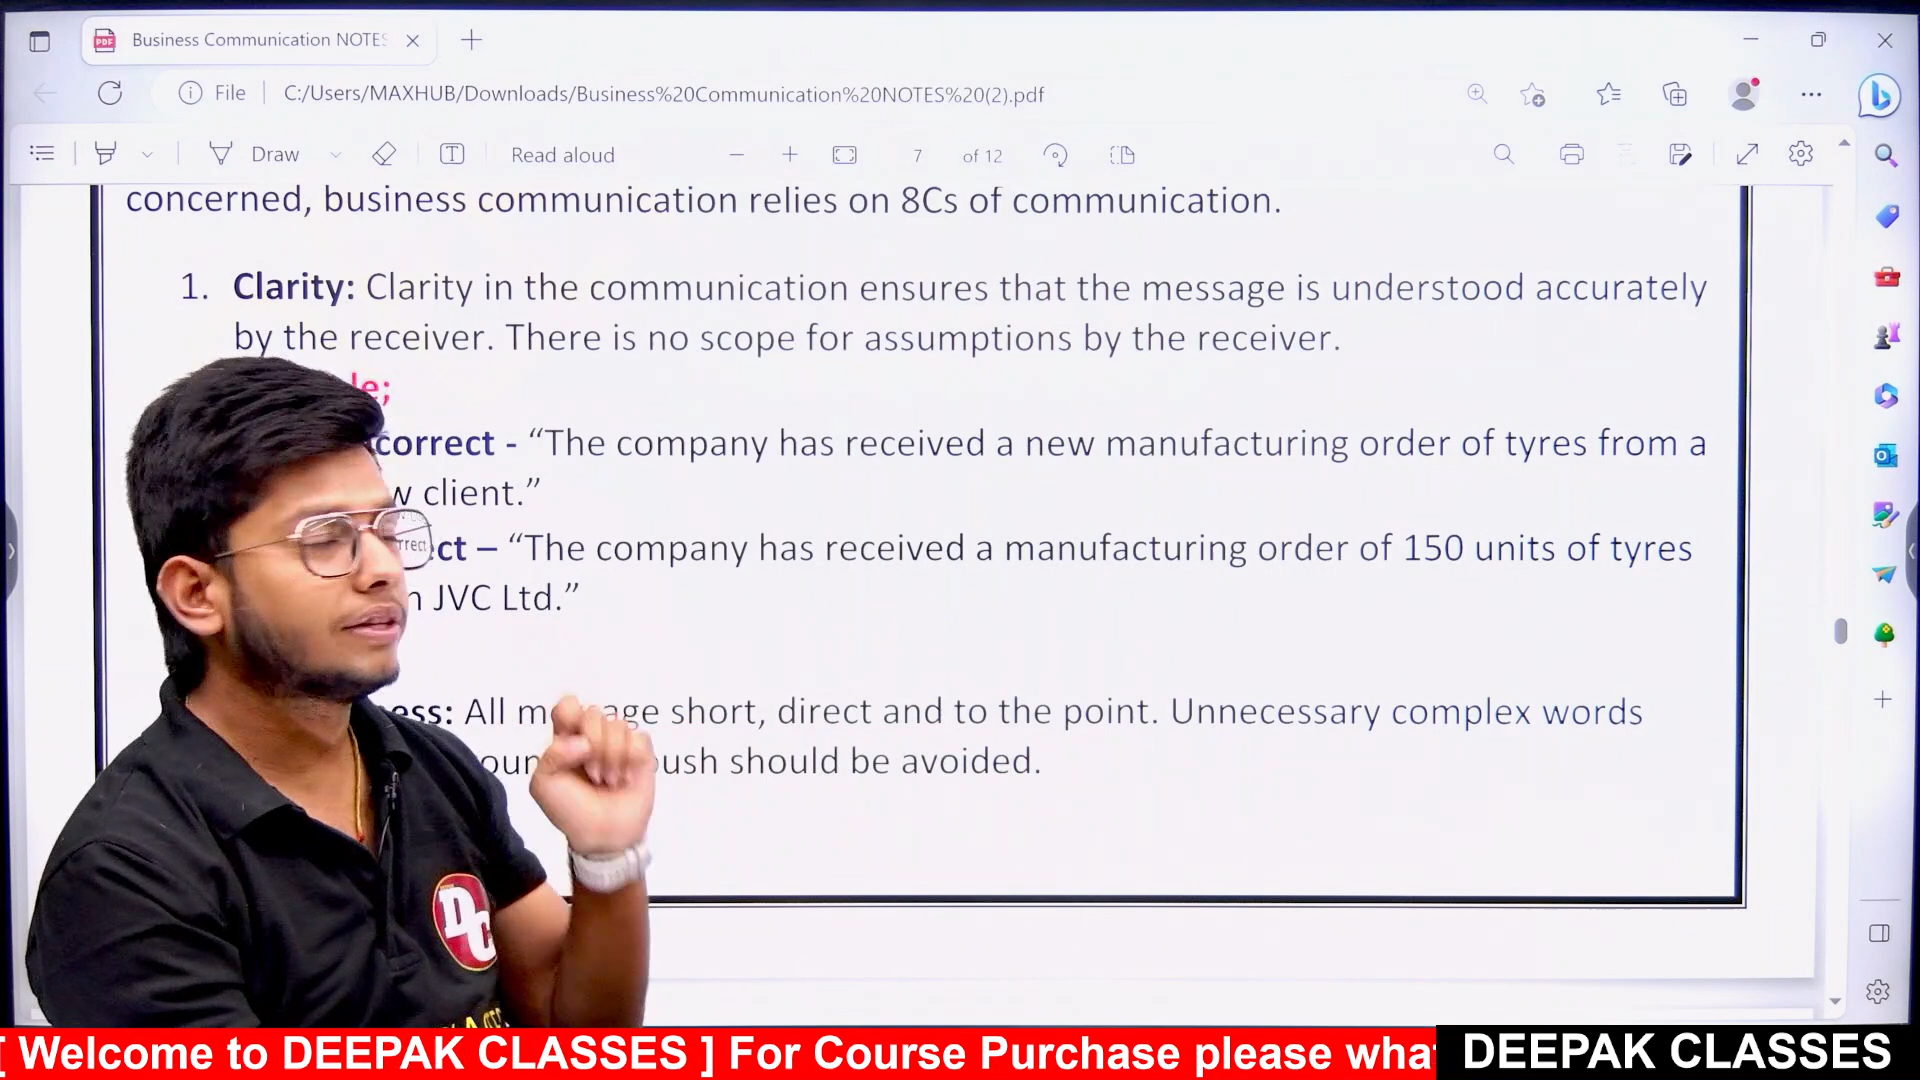 Business Communication NOTES
File
C:/Users/MAXHUB/Downloads/Business%20Communication%20NOTES%20(2).pdf
Draw
Read aloud
7 of 12
concerned, business communication relies on 8Cs of communication.
1. Clarity: Clarity in the communication ensures that the message is understood accurately
by the receiver. There is no scope for assumptions by the receiver.
le;
correct - “The company has received a new manufacturing order of tyres from a
w client.”
ct – “The company has received a manufacturing order of 150 units of tyres
JVC Ltd.”
ess: All message short, direct and to the point. Unnecessary complex words
ush should be avoided.
DC
[ Welcome to DEEPAK CLASSES ] For Course Purchase please what
DEEPAK CLASSES